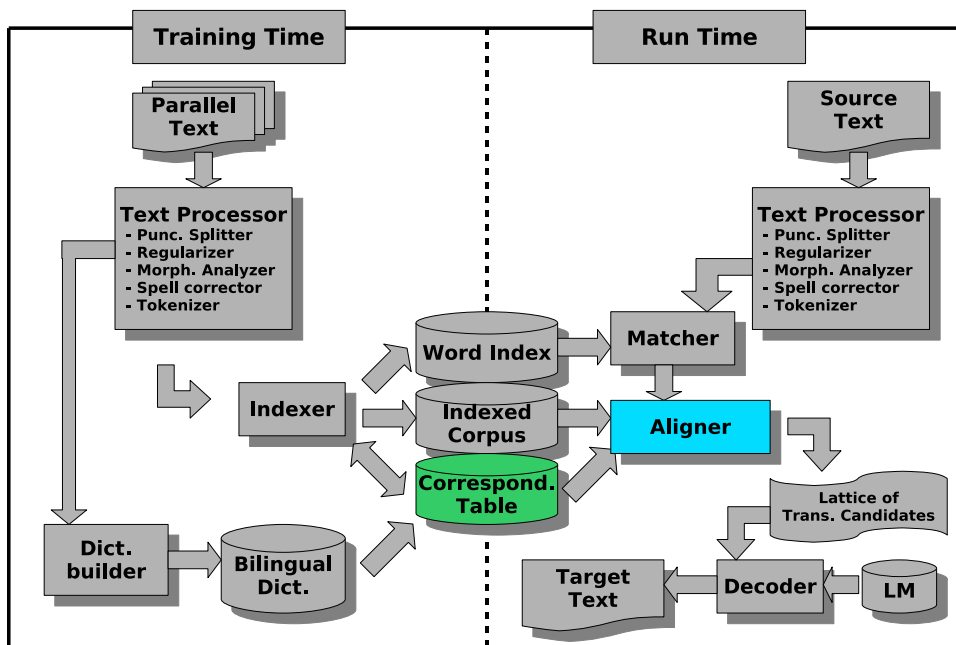 Training Time
Run Time
Parallel
Text
Source
Text
Text Processor
- Punc. Splitter
- Regularizer
- Morph. Analyzer
- Spell corrector
- Tokenizer
Text Processor
- Punc. Splitter
- Regularizer
- Morph. Analyzer
- Spell corrector
- Tokenizer
Word Index
Matcher
Indexer
Indexed
Corpus
Aligner
Correspond.
Table
Lattice of
Trans. Candidates
Dict.
builder
Bilingual
Dict.
Target
Text
Decoder
LM